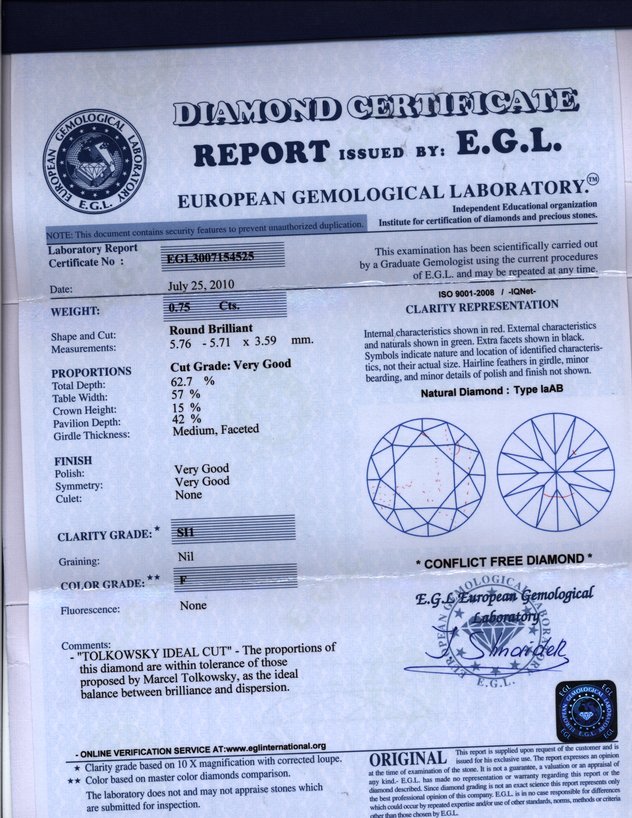 DIAMOND CERTIFICATE
REPORT ISSUED BY: E.G.L.
EUROPEAN GEMOLOGICAL LABORATORY.™
EUROPEAN GEMOLOGICAL LABORATORY
E.G.L.
Independent Educational organization
Institute for certification of diamonds and precious stones.
NOTE: This document contains security features to prevent unauthorized duplication.
Laboratory Report
Certificate No : EGL3007154525
Date: July 25, 2010
WEIGHT: 0.75 Cts.
Shape and Cut: Round Brilliant
Measurements: 5.76 - 5.71 x 3.59 mm.
PROPORTIONS Cut Grade: Very Good
Total Depth: 62.7 %
Table Width: 57 %
Crown Height: 15 %
Pavilion Depth: 42 %
Girdle Thickness: Medium, Faceted
FINISH
Polish: Very Good
Symmetry: Very Good
Culet: None
CLARITY GRADE: * SI1
Graining: Nil
COLOR GRADE: ** F
Fluorescence: None
Comments:
- "TOLKOWSKY IDEAL CUT" - The proportions of
this diamond are within tolerance of those
proposed by Marcel Tolkowsky, as the ideal
balance between brilliance and dispersion.
- ONLINE VERIFICATION SERVICE AT:www.eglinternational.org
★ Clarity grade based on 10 X magnification with corrected loupe.
★★ Color based on master color diamonds comparison.
The laboratory does not and may not appraise stones which
are submitted for inspection.
This examination has been scientifically carried out
by a Graduate Gemologist using the current procedures
of E.G.L. and may be repeated at any time.
ISO 9001-2008 / -IQNet-
CLARITY REPRESENTATION
Internal characteristics shown in red. External characteristics
and naturals shown in green. Extra facets shown in black.
Symbols indicate nature and location of identified characteris-
tics, not their actual size. Hairline feathers in girdle, minor
bearding, and minor details of polish and finish not shown.
Natural Diamond : Type IaAB
* CONFLICT FREE DIAMOND *
E.G.L European Gemological
Laboratory
EUROPEAN GEMOLOGICAL LABORATORY
E.G.L.
EGL EGL
EGL EGL
ORIGINAL This report is supplied upon request of the customer and is
issued for his exclusive use. The report expresses an opinion
at the time of examination of the stone. It is not a guarantee, a valuation or an appraisal of
any kind.- E.G.L. has made no representation or warranty regarding this report or the
diamond described. Since diamond grading is not an exact science this report represents only
the best professional opinion of this company. E.G.L. is in no case responsible for differences
which could occur by repeated expertise and/or use of other standards, norms, methods or criteria
other than those chosen by E.G.L.